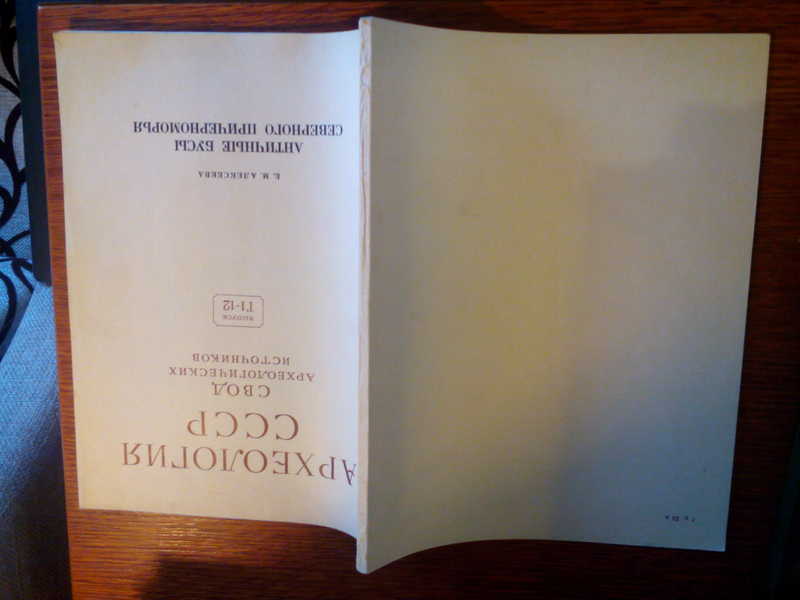 АРХЕОЛОГИЯ
СССР
СВОД
АРХЕОЛОГИЧЕСКИХ
ИСТОЧНИКОВ
ВЫПУСК
Г1-12
Е. М. АЛЕКСЕЕВА
АНТИЧНЫЕ БУСЫ
СЕВЕРНОГО ПРИЧЕРНОМОРЬЯ